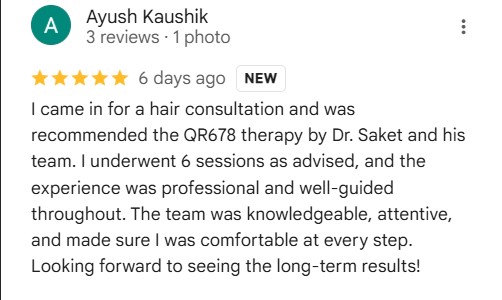 A
Ayush Kaushik
3 reviews · 1 photo
6 days ago NEW
I came in for a hair consultation and was
recommended the QR678 therapy by Dr. Saket and his
team. I underwent 6 sessions as advised, and the
experience was professional and well-guided
throughout. The team was knowledgeable, attentive,
and made sure I was comfortable at every step.
Looking forward to seeing the long-term results!